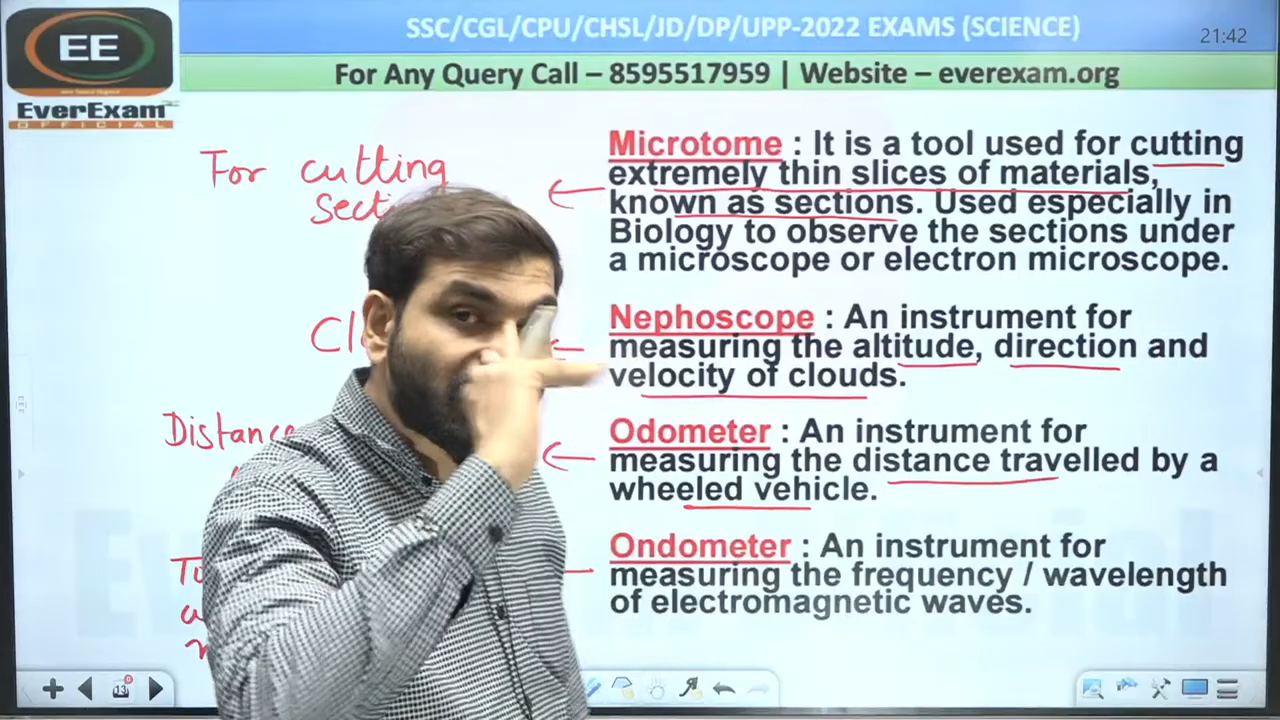 SSC/CGL/CPU/CHSL/JD/DP/UPP-2022 EXAMS (SCIENCE)
21:42
EE
For Any Query Call – 8595517959 | Website – everexam.org
EverExam
OFFICIAL
For cutting
Microtome : It is a tool used for cutting
extremely thin slices of materials,
known as sections. Used especially in
Biology to observe the sections under
a microscope or electron microscope.
Nephoscope : An instrument for
measuring the altitude, direction and
velocity of clouds.
Distance
Odometer : An instrument for
measuring the distance travelled by a
wheeled vehicle.
Ondometer : An instrument for
measuring the frequency / wavelength
of electromagnetic waves.
13